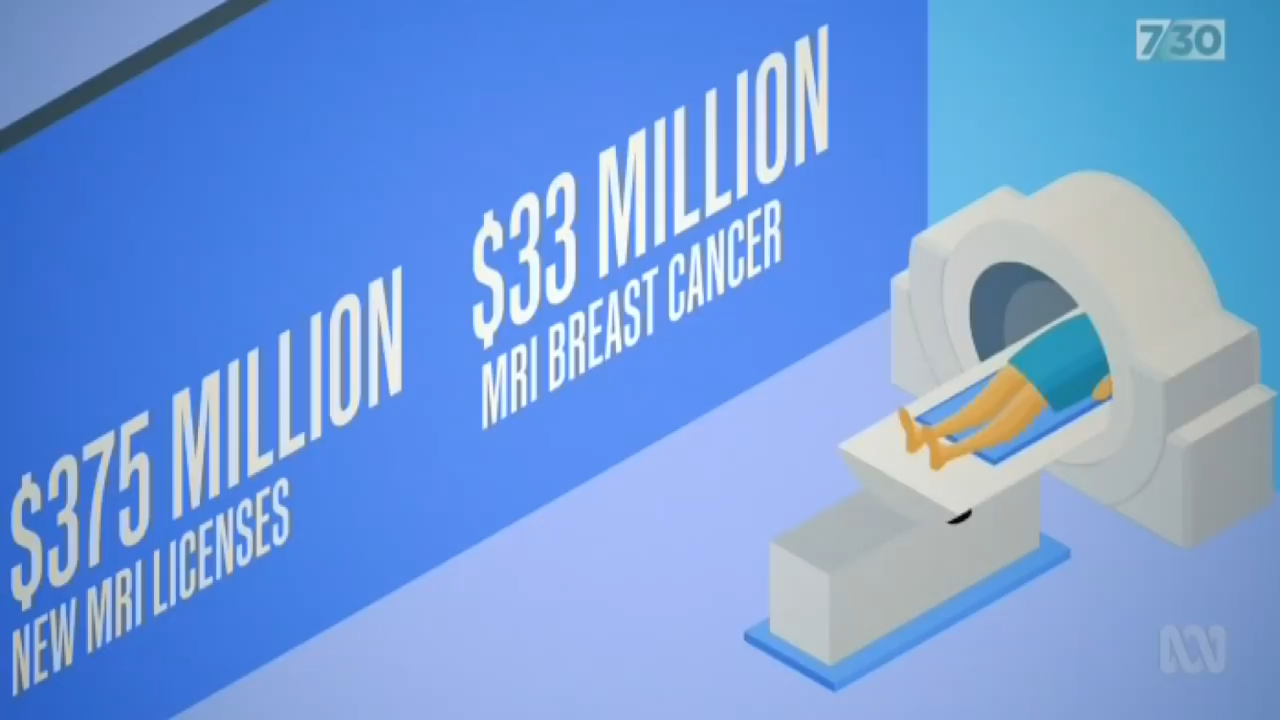 7/30
$33 MILLION
MRI BREAST CANCER
$375 MILLION
NEW MRI LICENSES